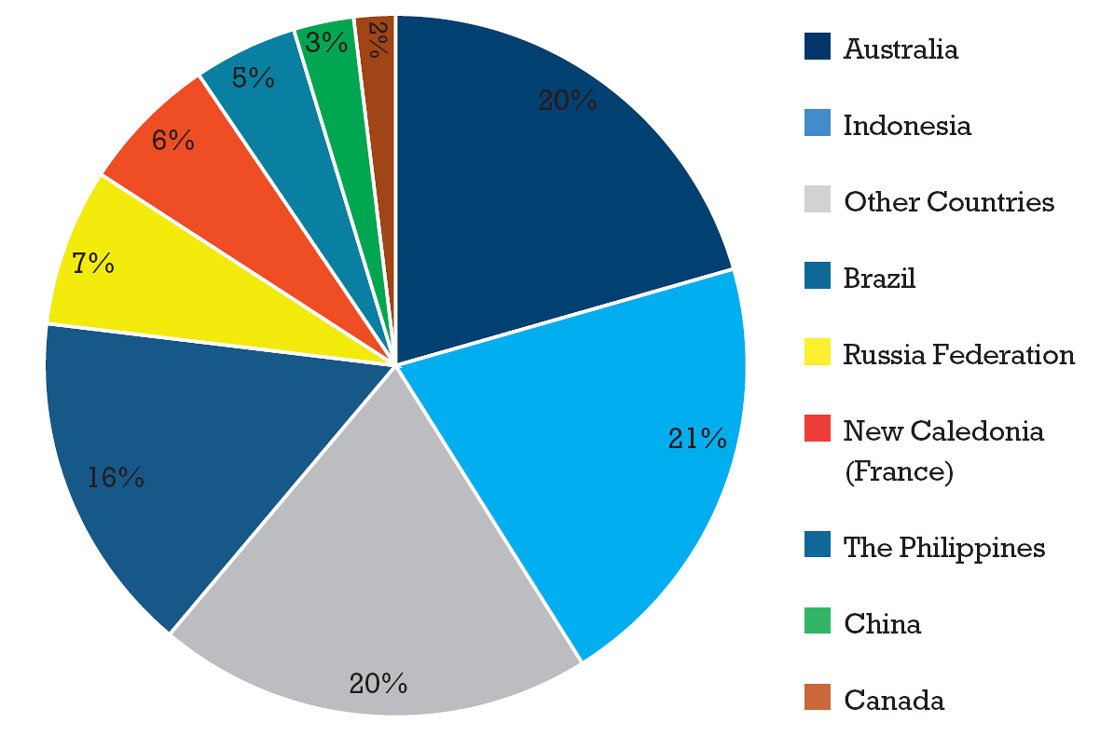 20%
21%
20%
16%
7%
6%
5%
3%
2%
Australia
Indonesia
Other Countries
Brazil
Russia Federation
New Caledonia
(France)
The Philippines
China
Canada